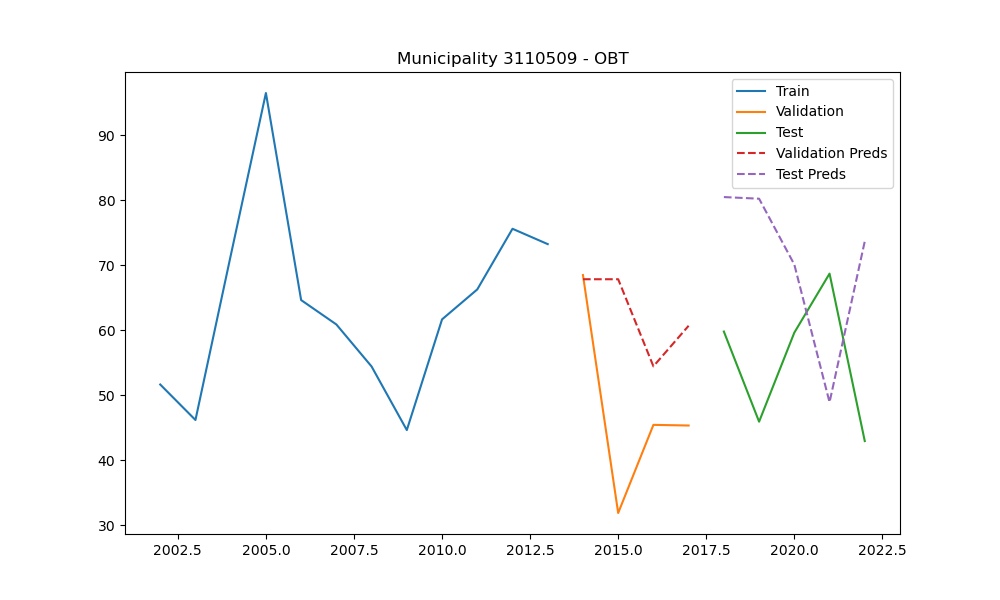 Municipality 3110509 - OBT
Train
Validation
Test
Validation Preds
Test Preds
90
80
70
60
50
40
30
2002.5 2005.0 2007.5 2010.0 2012.5 2015.0 2017.5 2020.0 2022.5